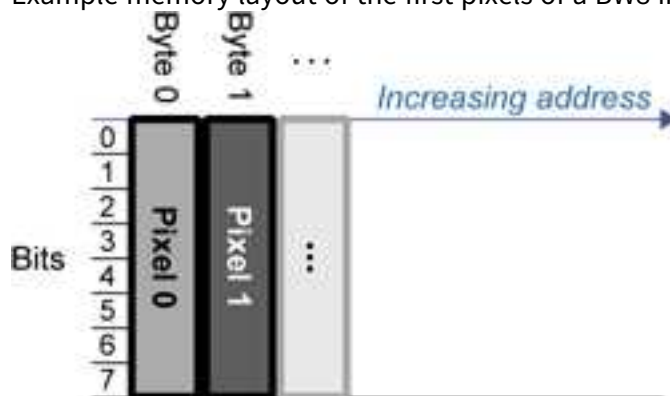 Example memory layout of the first pixels of a BW8
Byte 0
Byte 1
...
Increasing address
0
1
2
3
4
5
6
7
Bits
Pixel 0
Pixel 1
...